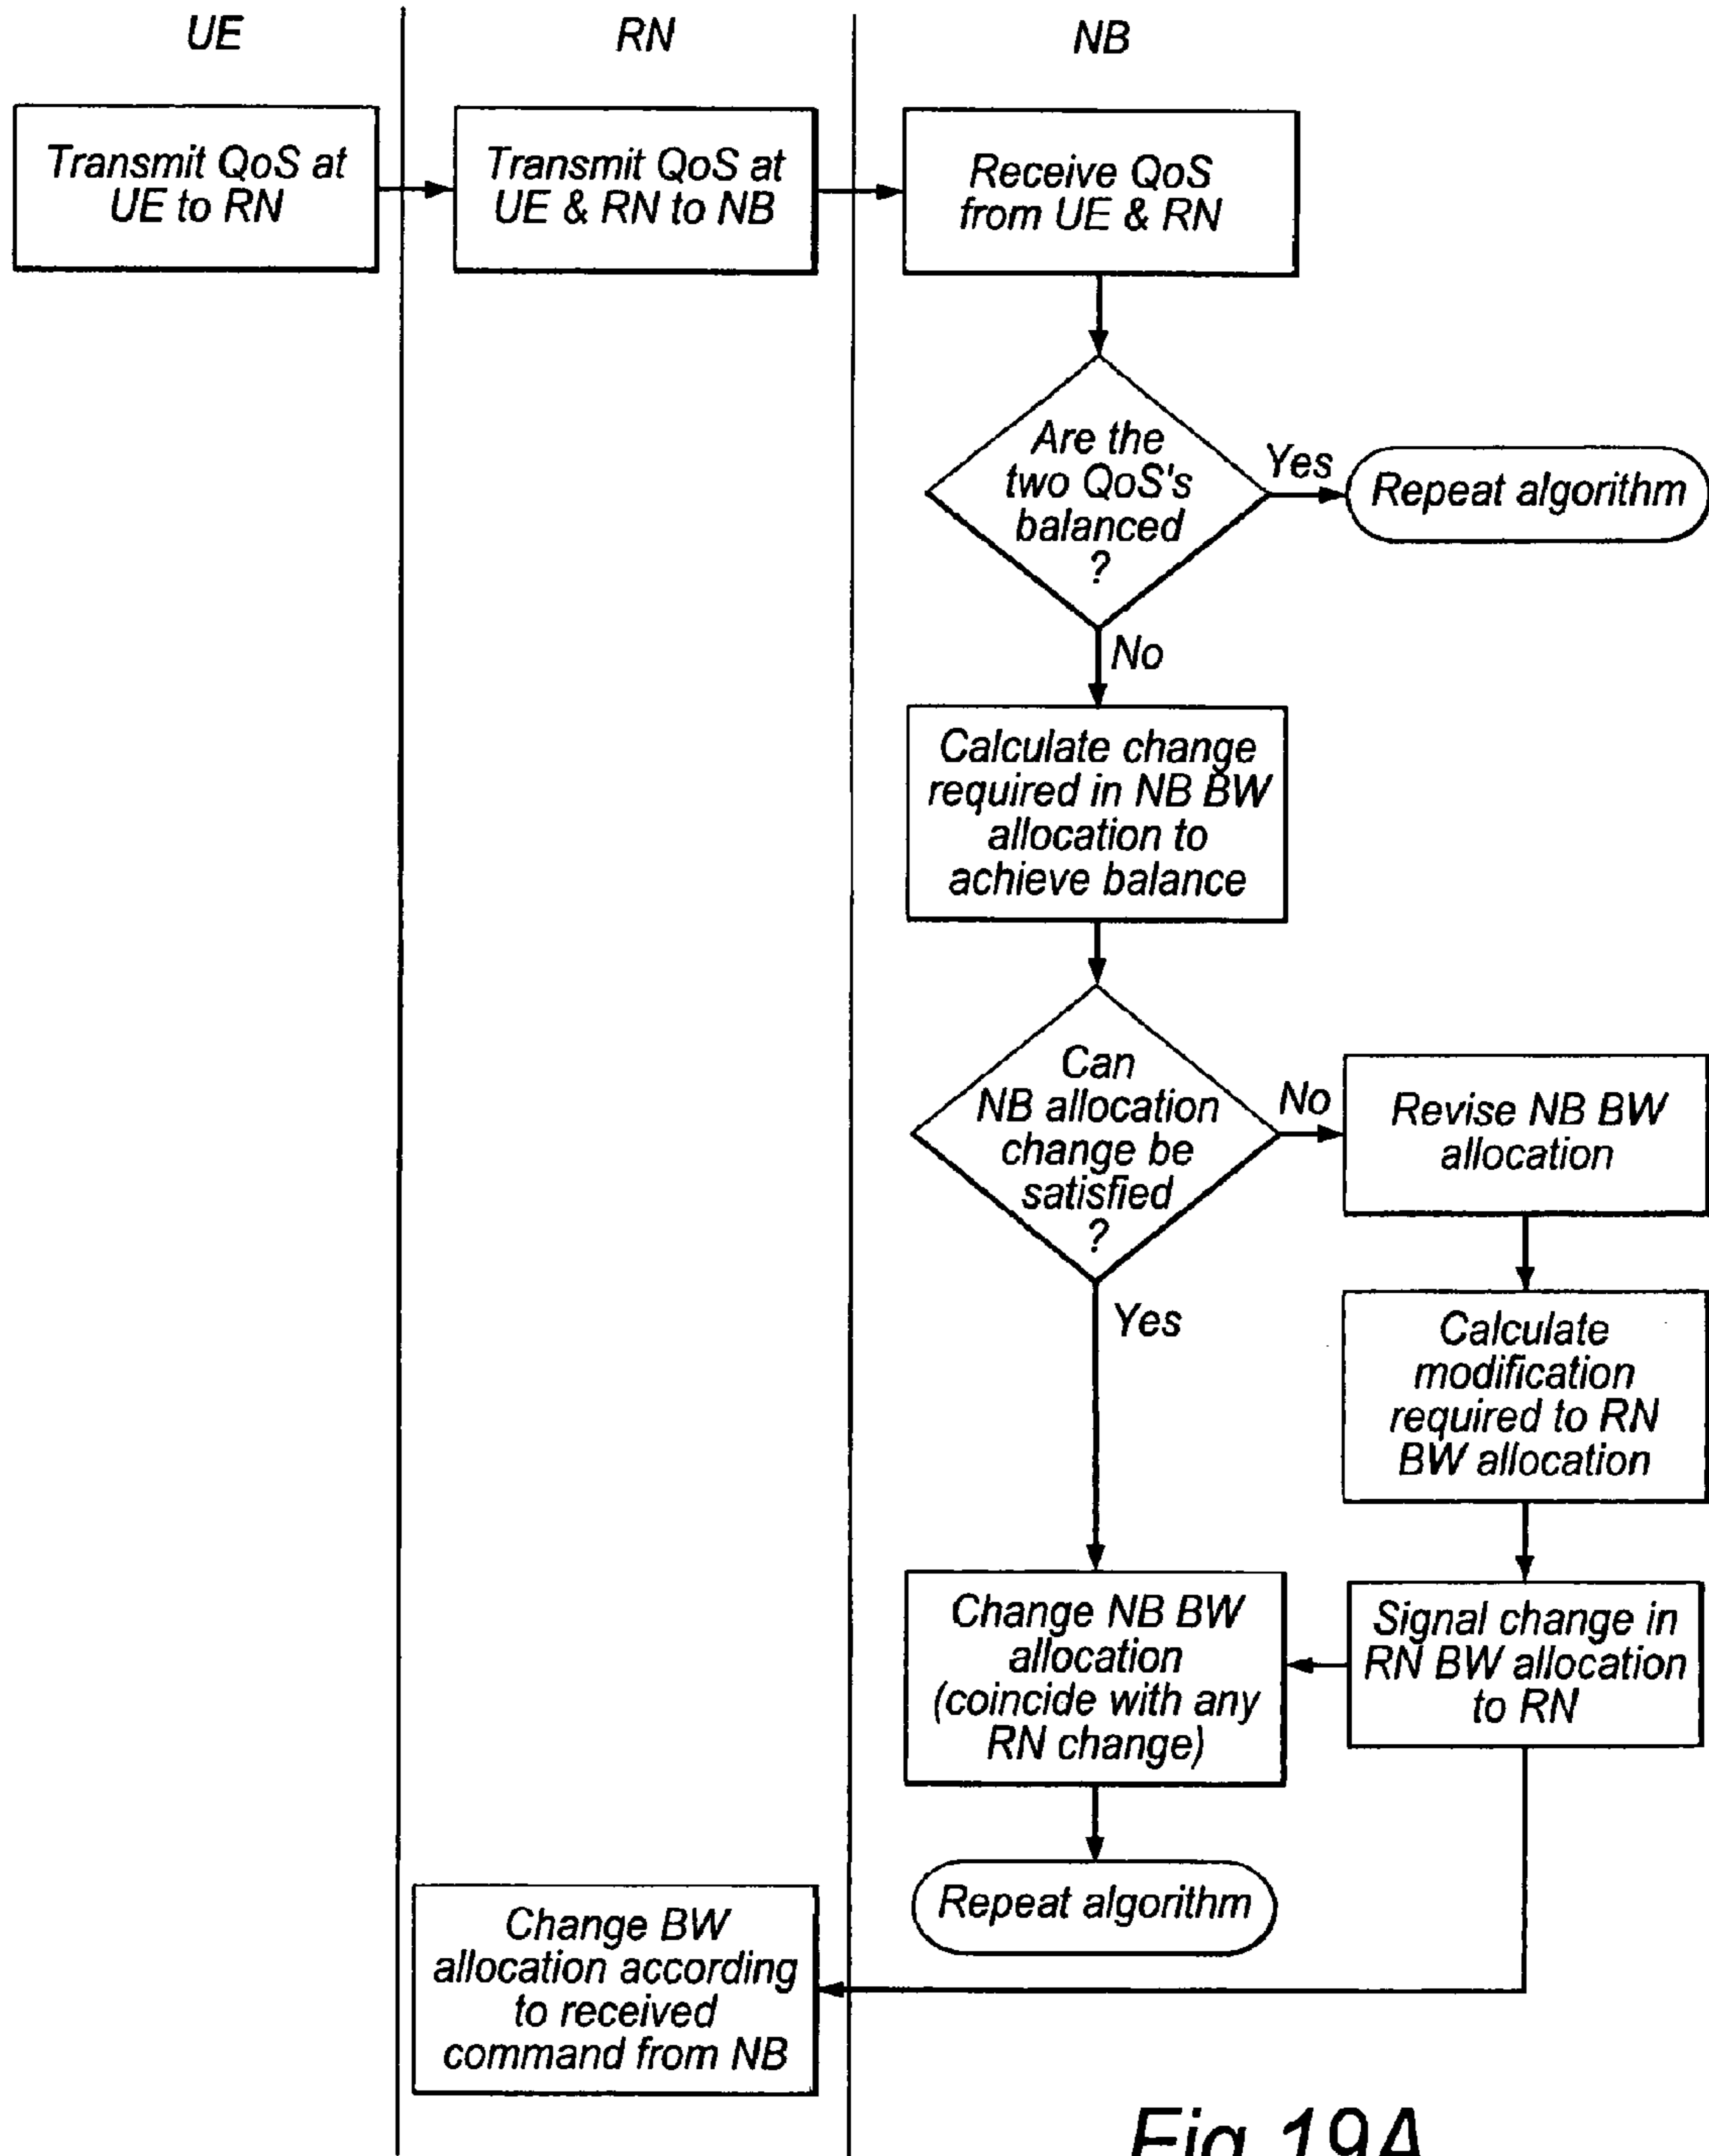 UE
RN
NB
Transmit QoS at
UE to RN
Transmit QoS at
UE & RN to NB
Receive QoS
from UE & RN
Are the
two QoS's
balanced
?
Yes
Repeat algorithm
No
Calculate change
required in NB BW
allocation to
achieve balance
Can
NB allocation
change be
satisfied
?
No
Revise NB BW
allocation
Yes
Calculate
modification
required to RN
BW allocation
Change NB BW
allocation
(coincide with any
RN change)
Signal change in
RN BW allocation
to RN
Repeat algorithm
Change BW
allocation according
to received
command from NB
Fig 19A